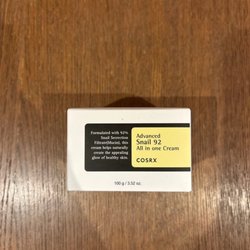 Formulated with 92%
Snail Secretion
Filtrate(Mucin), this
cream helps naturally
create the appealing
glow of healthy skin.
Advanced
Snail 92
All in one Cream
COSRX
100 g / 3.52 oz.